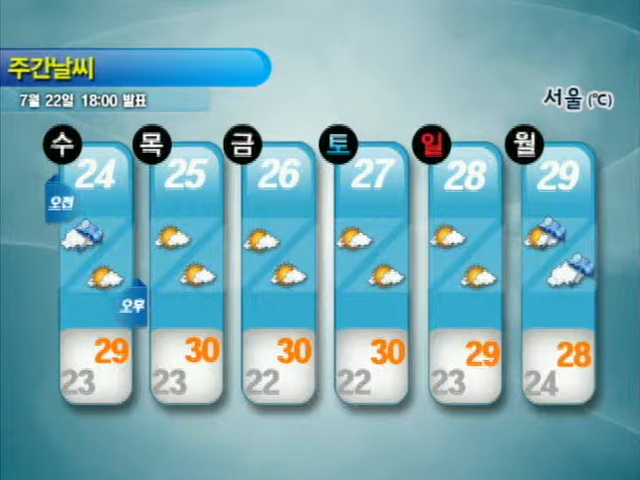 주간날씨
7월 22일 18:00 발표
서울 (℃)
수 목 금 토 일 월
24 25 26 27 28 29
오전
오후
29 30 30 30 29 28
23 23 22 22 23 24